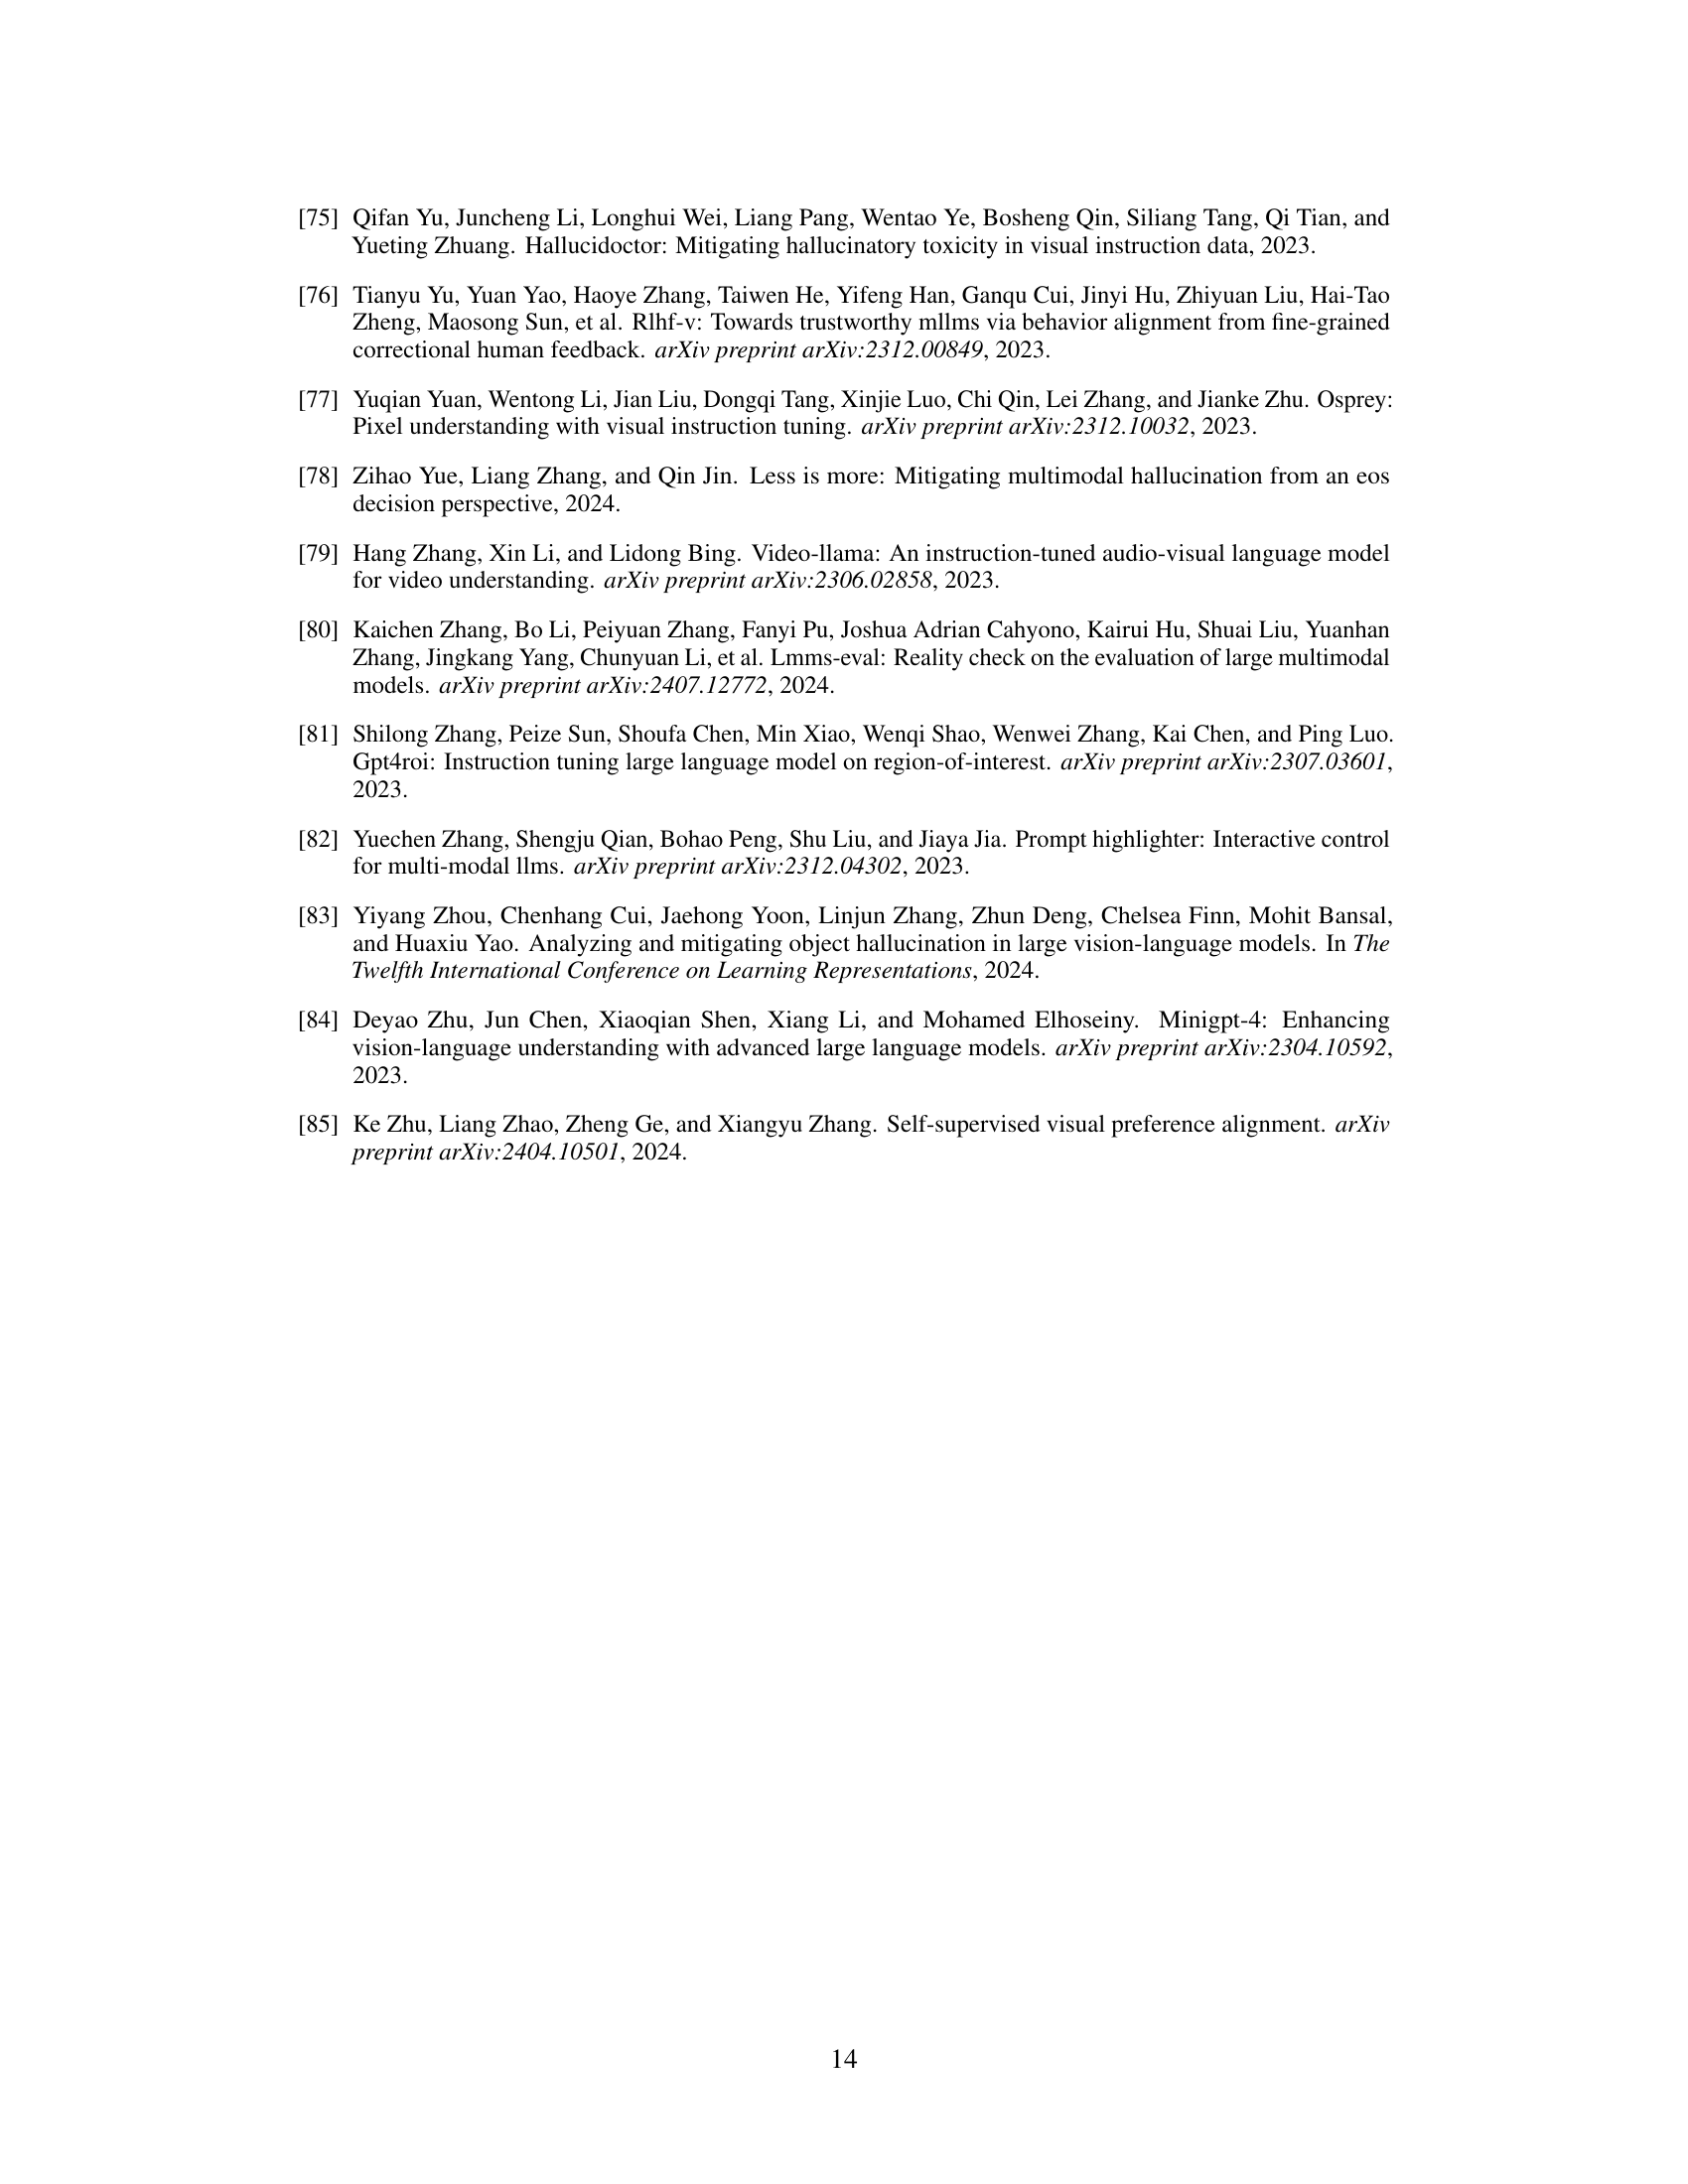 [75] Qifan Yu, Juncheng Li, Longhui Wei, Liang Pang, Wentao Ye, Bosheng Qin, Siliang Tang, Qi Tian, and
Yueting Zhuang. Hallucidoctor: Mitigating hallucinatory toxicity in visual instruction data, 2023.
[76] Tianyu Yu, Yuan Yao, Haoye Zhang, Taiwen He, Yifeng Han, Ganqu Cui, Jinyi Hu, Zhiyuan Liu, Hai-Tao
Zheng, Maosong Sun, et al. Rlhf-v: Towards trustworthy mllms via behavior alignment from fine-grained
correctional human feedback. arXiv preprint arXiv:2312.00849, 2023.
[77] Yuqian Yuan, Wentong Li, Jian Liu, Dongqi Tang, Xinjie Luo, Chi Qin, Lei Zhang, and Jianke Zhu. Osprey:
Pixel understanding with visual instruction tuning. arXiv preprint arXiv:2312.10032, 2023.
[78] Zihao Yue, Liang Zhang, and Qin Jin. Less is more: Mitigating multimodal hallucination from an eos
decision perspective, 2024.
[79] Hang Zhang, Xin Li, and Lidong Bing. Video-llama: An instruction-tuned audio-visual language model
for video understanding. arXiv preprint arXiv:2306.02858, 2023.
[80] Kaichen Zhang, Bo Li, Peiyuan Zhang, Fanyi Pu, Joshua Adrian Cahyono, Kairui Hu, Shuai Liu, Yuanhan
Zhang, Jingkang Yang, Chunyuan Li, et al. Lmms-eval: Reality check on the evaluation of large multimodal
models. arXiv preprint arXiv:2407.12772, 2024.
[81] Shilong Zhang, Peize Sun, Shoufa Chen, Min Xiao, Wenqi Shao, Wenwei Zhang, Kai Chen, and Ping Luo.
Gpt4roi: Instruction tuning large language model on region-of-interest. arXiv preprint arXiv:2307.03601,
2023.
[82] Yuechen Zhang, Shengju Qian, Bohao Peng, Shu Liu, and Jiaya Jia. Prompt highlighter: Interactive control
for multi-modal llms. arXiv preprint arXiv:2312.04302, 2023.
[83] Yiyang Zhou, Chenhang Cui, Jaehong Yoon, Linjun Zhang, Zhun Deng, Chelsea Finn, Mohit Bansal,
and Huaxiu Yao. Analyzing and mitigating object hallucination in large vision-language models. In The
Twelfth International Conference on Learning Representations, 2024.
[84] Deyao Zhu, Jun Chen, Xiaoqian Shen, Xiang Li, and Mohamed Elhoseiny. Minigpt-4: Enhancing
vision-language understanding with advanced large language models. arXiv preprint arXiv:2304.10592,
2023.
[85] Ke Zhu, Liang Zhao, Zheng Ge, and Xiangyu Zhang. Self-supervised visual preference alignment. arXiv
preprint arXiv:2404.10501, 2024.
14